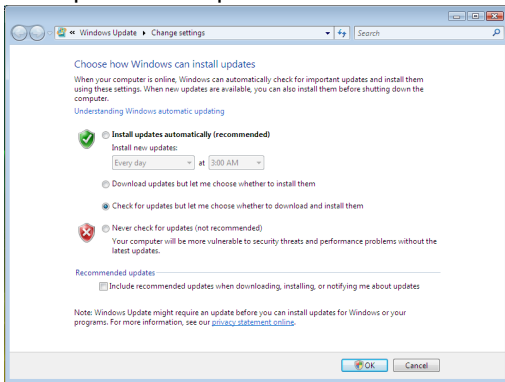 « Windows Update ▸ Change settings
Search
Choose how Windows can install updates
When your computer is online, Windows can automatically check for important updates and install them
using these settings. When new updates are available, you can also install them before shutting down the
computer.
Understanding Windows automatic updating
Install updates automatically (recommended)
Install new updates:
Every day at 3:00 AM
Download updates but let me choose whether to install them
Check for updates but let me choose whether to download and install them
Never check for updates (not recommended)
Your computer will be more vulnerable to security threats and performance problems without the
latest updates.
Recommended updates
Include recommended updates when downloading, installing, or notifying me about updates
Note: Windows Update might require an update before you can install updates for Windows or your
programs. For more information, see our privacy statement online.
OK Cancel